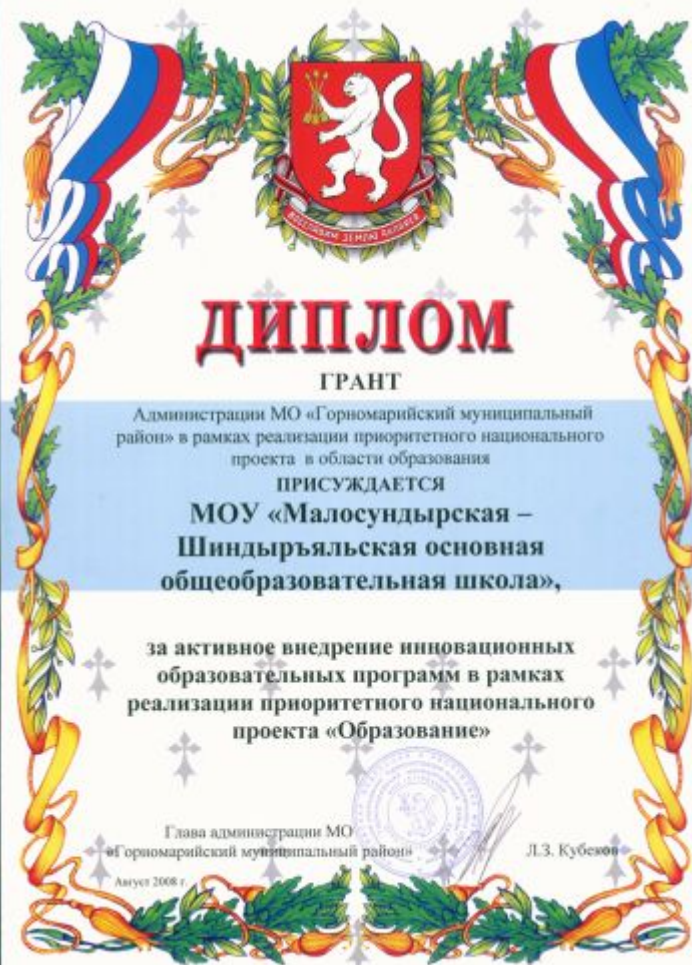 ДИПЛОМ
ГРАНТ
Администрации МО «Горномарийский муниципальный
район» в рамках реализации приоритетного национального
проекта в области образования
ПРИСУЖДАЕТСЯ
МОУ «Малосундырская –
Шиндыръяльская основная
общеобразовательная школа»,
за активное внедрение инновационных
образовательных программ в рамках
реализации приоритетного национального
проекта «Образование»
Глава администрации МО
«Горномарийский муниципальный район»
Л.З. Кубеков
Август 2008 г.